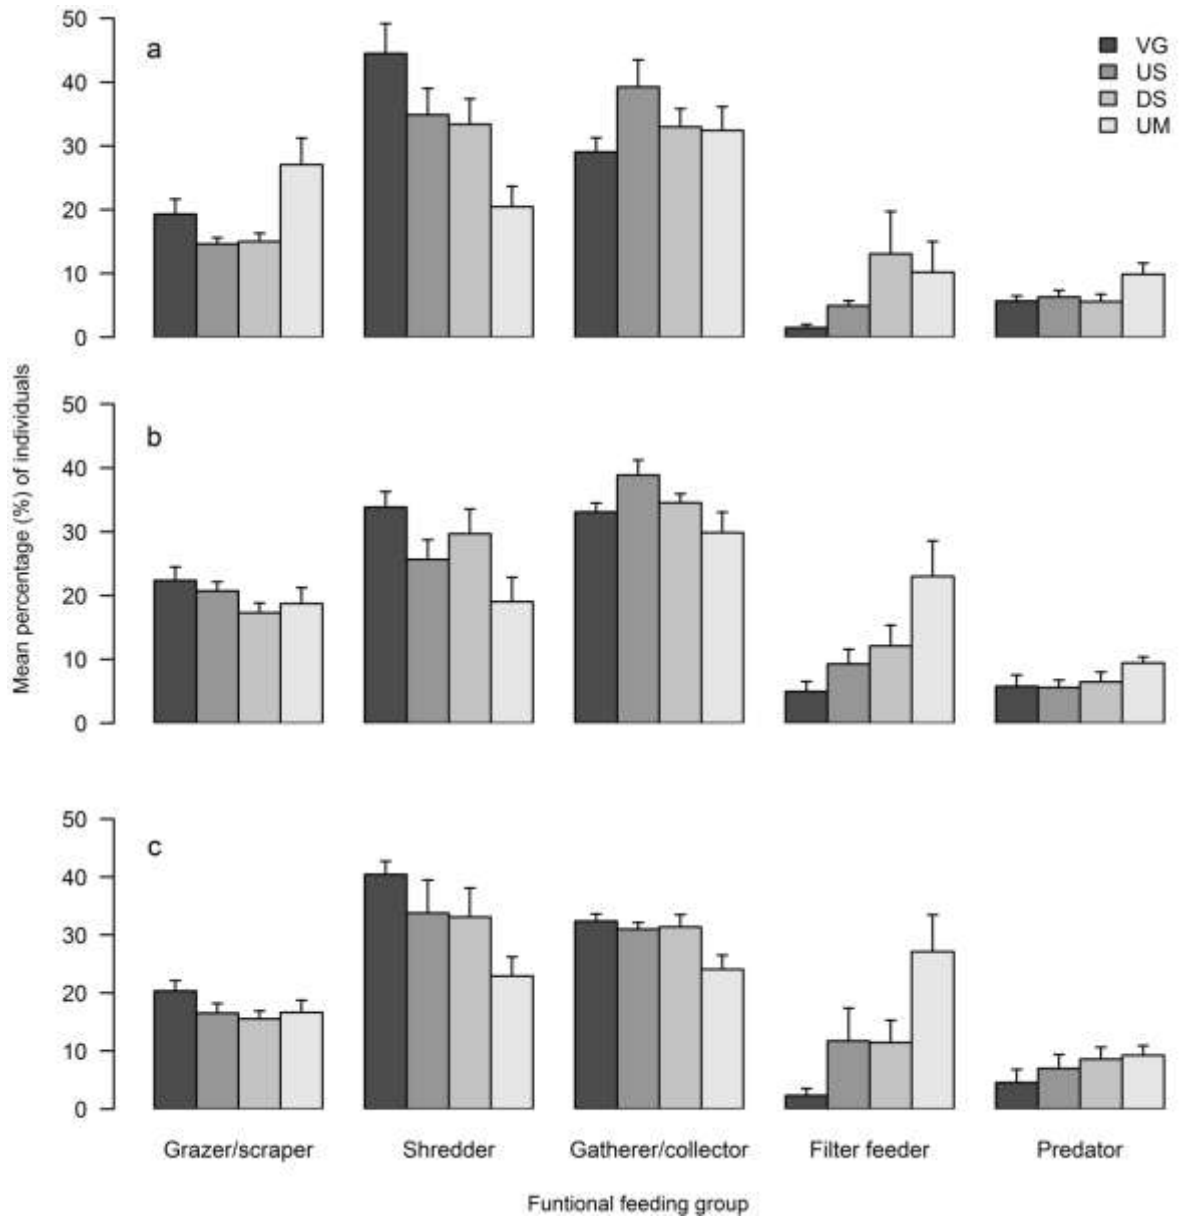 a
VG
US
DS
UM
50
40
30
20
10
0
b
50
40
30
20
10
0
Mean percentage (%) of individuals
c
50
40
30
20
10
0
Grazer/scraper Shredder Gatherer/collector Filter feeder Predator
Funtional feeding group